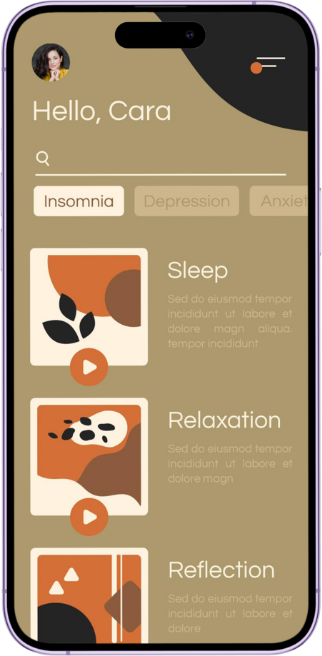 Hello, Cara
Insomnia
Depression
Anxiet
Sleep
Sed do eiusmod tempor
incididunt ut labore et
dolore magn aliqua.
tempor incididunt
Relaxation
Sed do eiusmod tempor
incididunt ut labore et
dolore magn
Reflection
Sed do eiusmod tempor
incididunt ut labore et
dolore